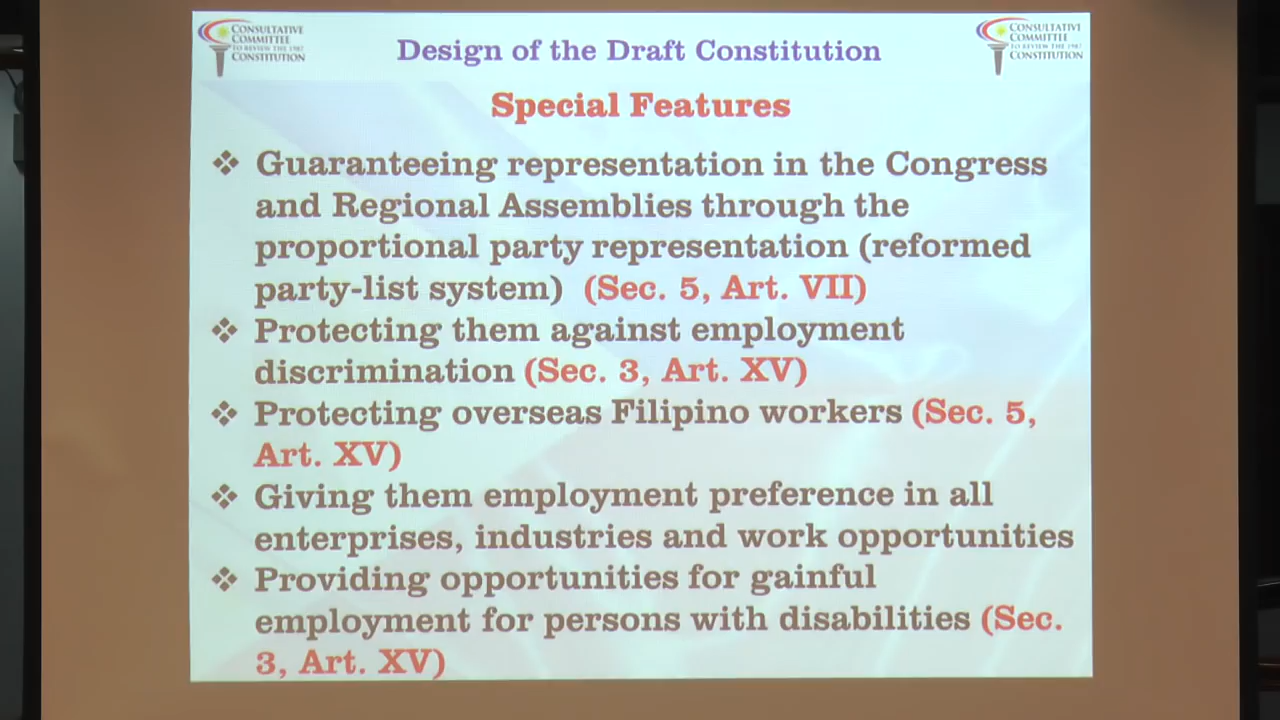 CONSULTATIVE
COMMITTEE
TO REVIEW THE 1987
CONSTITUTION
Design of the Draft Constitution
CONSULTATIVE
COMMITTEE
TO REVIEW THE 1987
CONSTITUTION
Special Features
❖ Guaranteeing representation in the Congress
and Regional Assemblies through the
proportional party representation (reformed
party-list system) (Sec. 5, Art. VII)
❖ Protecting them against employment
discrimination (Sec. 3, Art. XV)
❖ Protecting overseas Filipino workers (Sec. 5,
Art. XV)
❖ Giving them employment preference in all
enterprises, industries and work opportunities
❖ Providing opportunities for gainful
employment for persons with disabilities (Sec.
3, Art. XV)